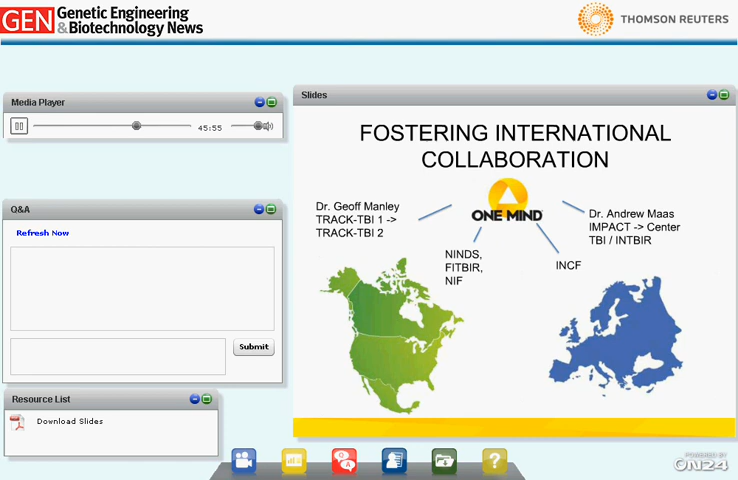 GEN Genetic Engineering
&Biotechnology News
THOMSON REUTERS
Media Player
45:55
Q&A
Refresh Now
Submit
Resource List
Download Slides
Slides
FOSTERING INTERNATIONAL
COLLABORATION
Dr. Geoff Manley
TRACK-TBI 1 ->
TRACK-TBI 2
ONE MIND
Dr. Andrew Maas
IMPACT -> Center
TBI / INTBIR
NINDS,
FITBIR,
NIF
INCF
Q
A
?
POWERED BY
ON24